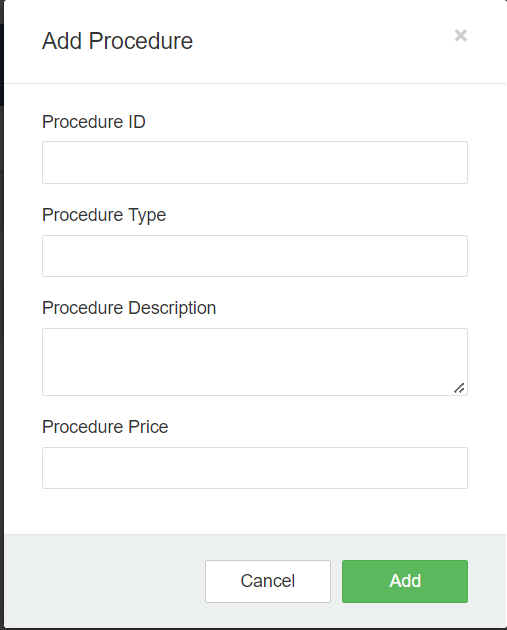 Add Procedure ×
Procedure ID
Procedure Type
Procedure Description
Procedure Price
Cancel Add